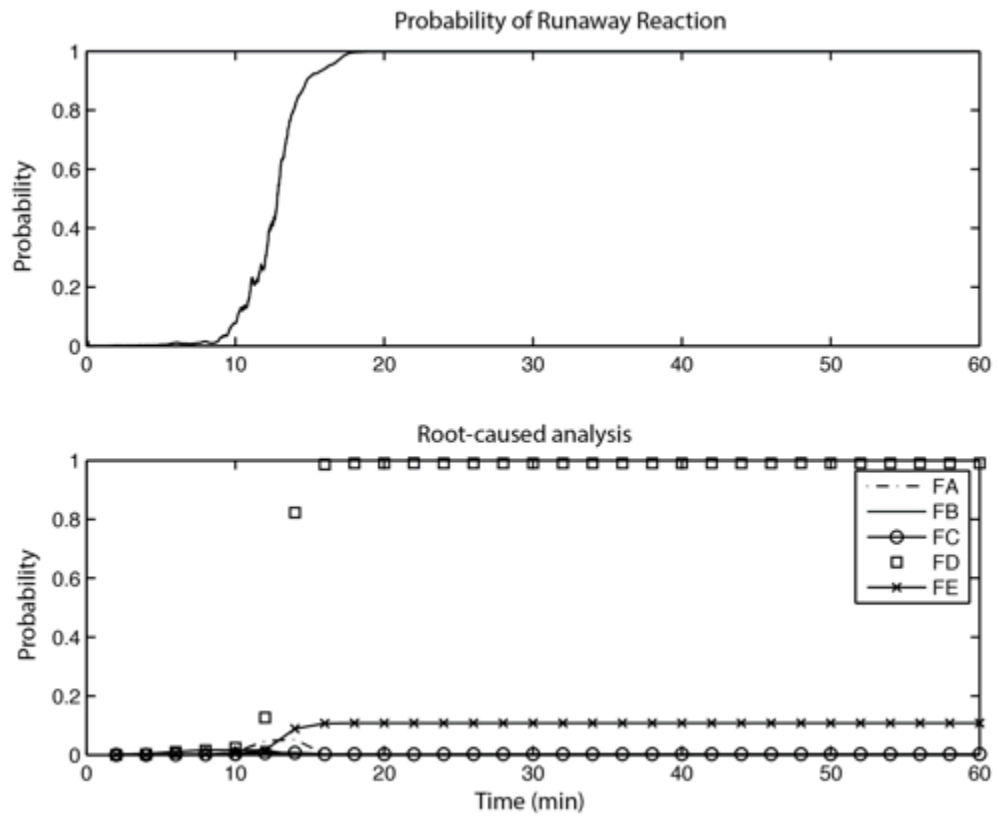 Probability of Runaway Reaction
1
0.8
0.6
0.4
0.2
0
Probability
0 10 20 30 40 50 60
Root-caused analysis
1
0.8
0.6
0.4
0.2
0
Probability
FA
FB
FC
FD
FE
0 10 20 30 40 50 60
Time (min)